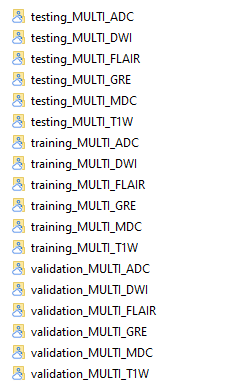 testing_MULTI_ADC
testing_MULTI_DWI
testing_MULTI_FLAIR
testing_MULTI_GRE
testing_MULTI_MDC
testing_MULTI_T1W
training_MULTI_ADC
training_MULTI_DWI
training_MULTI_FLAIR
training_MULTI_GRE
training_MULTI_MDC
training_MULTI_T1W
validation_MULTI_ADC
validation_MULTI_DWI
validation_MULTI_FLAIR
validation_MULTI_GRE
validation_MULTI_MDC
validation_MULTI_T1W